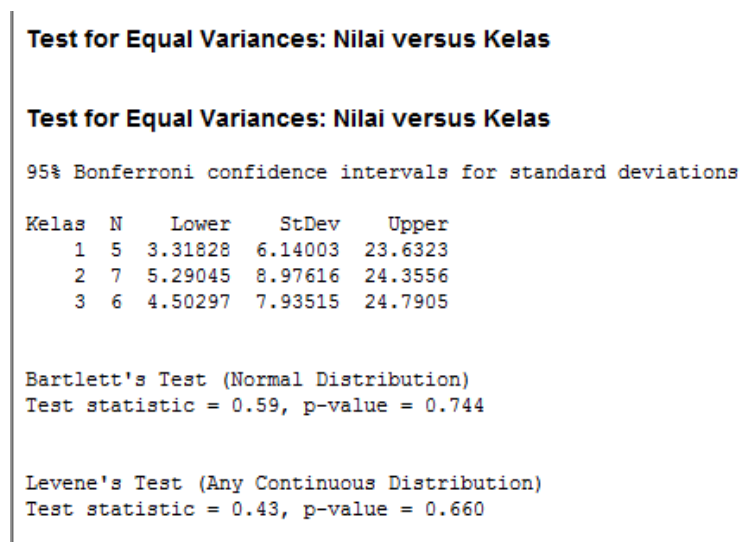 Test for Equal Variances: Nilai versus Kelas
Test for Equal Variances: Nilai versus Kelas
95% Bonferroni confidence intervals for standard deviations
Kelas N Lower StDev Upper
1 5 3.31828 6.14003 23.6323
2 7 5.29045 8.97616 24.3556
3 6 4.50297 7.93515 24.7905
Bartlett's Test (Normal Distribution)
Test statistic = 0.59, p-value = 0.744
Levene's Test (Any Continuous Distribution)
Test statistic = 0.43, p-value = 0.660